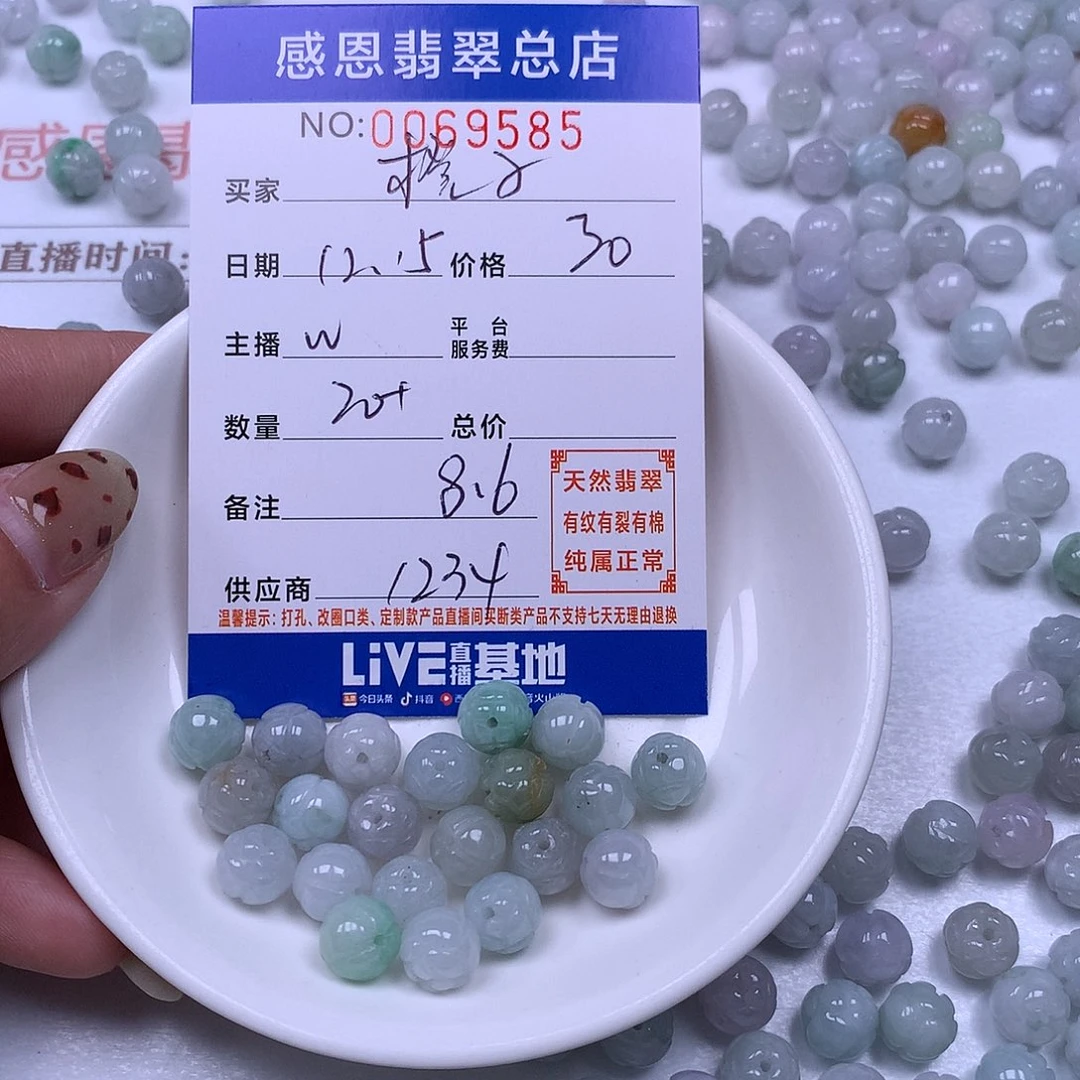 感恩翡翠总店
NO:0069585
买家
日期 12.15 价格 30
主播 W 平台服务费
数量 20+ 总价
备注 8.6
供应商 1234
天然翡翠
有纹有裂有棉
纯属正常
温馨提示：打孔、改圈口类、定制款产品直播间买断类产品不支持七天无理由退换
LiVE直播基地
今日头条 抖音
感恩
直播时间: